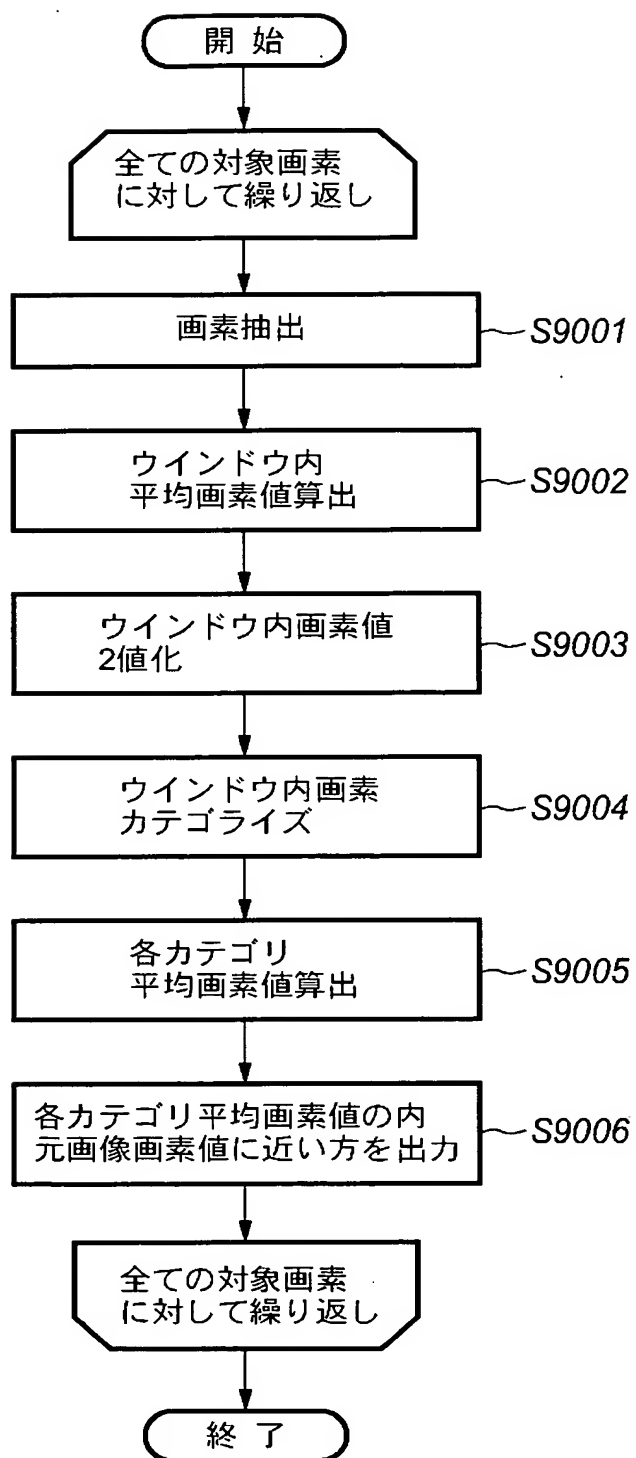 開 始
全ての対象画素
に対して繰り返し
画素抽出
S9001
ウインドウ内
平均画素値算出
S9002
ウインドウ内画素値
2値化
S9003
ウインドウ内画素
カテゴライズ
S9004
各カテゴリ
平均画素値算出
S9005
各カテゴリ平均画素値の内
元画像画素値に近い方を出力
S9006
全ての対象画素
に対して繰り返し
終 了